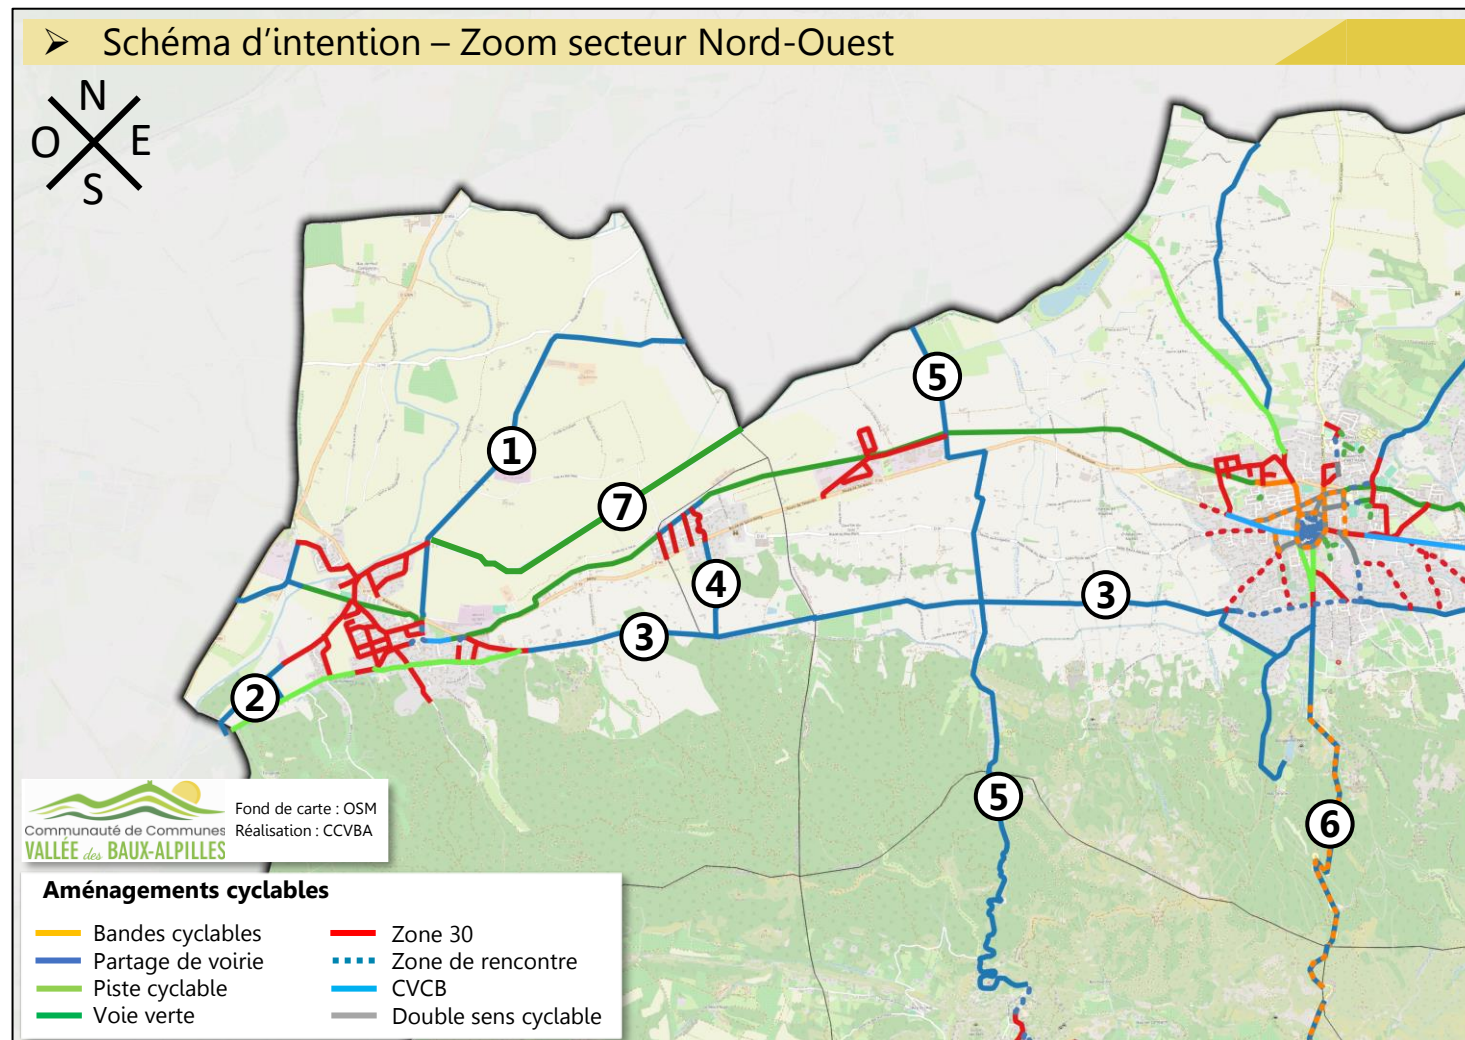 ➤ Schéma d'intention – Zoom secteur Nord-Ouest
N
O E
S
5
1
7
4
3
3
2
5
6
Communauté de Communes
VALLÉE des BAUX-ALPILLES
Fond de carte : OSM
Réalisation : CCVBA
Aménagements cyclables
Bandes cyclables
Partage de voirie
Piste cyclable
Voie verte
Zone 30
Zone de rencontre
CVCB
Double sens cyclable